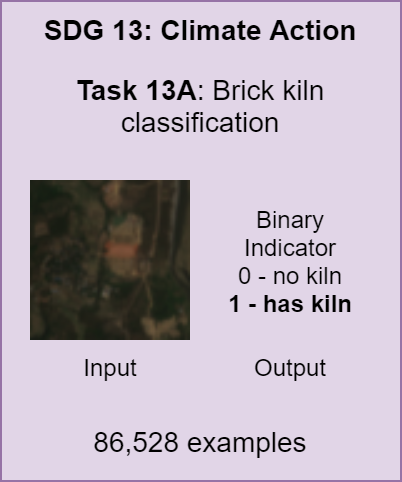 SDG 13: Climate Action
Task 13A: Brick kiln
classification
Binary
Indicator
0 - no kiln
1 - has kiln
Input
Output
86,528 examples